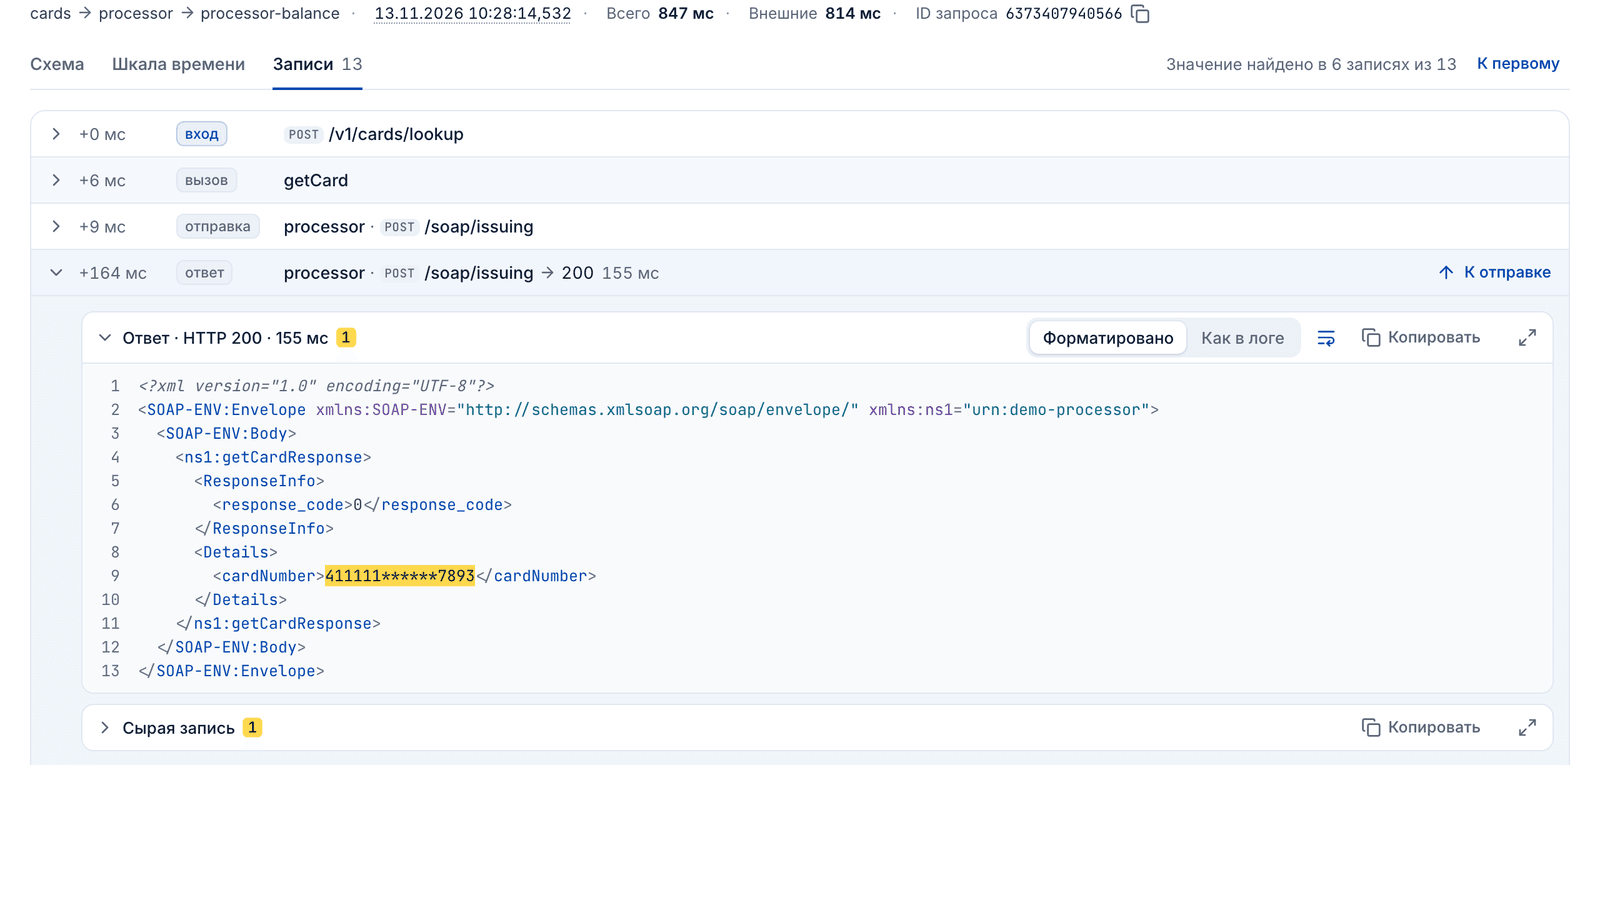 cards → processor → processor-balance · 13.11.2026 10:28:14,532 · Всего 847 мс · Внешние 814 мс · ID запроса 6373407940566
Схема Шкала времени Записи 13 Значение найдено в 6 записях из 13 К первому
+0 мс вход POST /v1/cards/lookup
+6 мс вызов getCard
+9 мс отправка processor · POST /soap/issuing
+164 мс ответ processor · POST /soap/issuing → 200 155 мс ↑ К отправке
Ответ · HTTP 200 · 155 мс 1 Форматировано Как в логе Копировать
1 <?xml version="1.0" encoding="UTF-8"?>
2 <SOAP-ENV:Envelope xmlns:SOAP-ENV="http://schemas.xmlsoap.org/soap/envelope/" xmlns:ns1="urn:demo-processor">
3 <SOAP-ENV:Body>
4 <ns1:getCardResponse>
5 <ResponseInfo>
6 <response_code>0</response_code>
7 </ResponseInfo>
8 <Details>
9 <cardNumber>411111******7893</cardNumber>
10 </Details>
11 </ns1:getCardResponse>
12 </SOAP-ENV:Body>
13 </SOAP-ENV:Envelope>
Сырая запись 1 Копировать